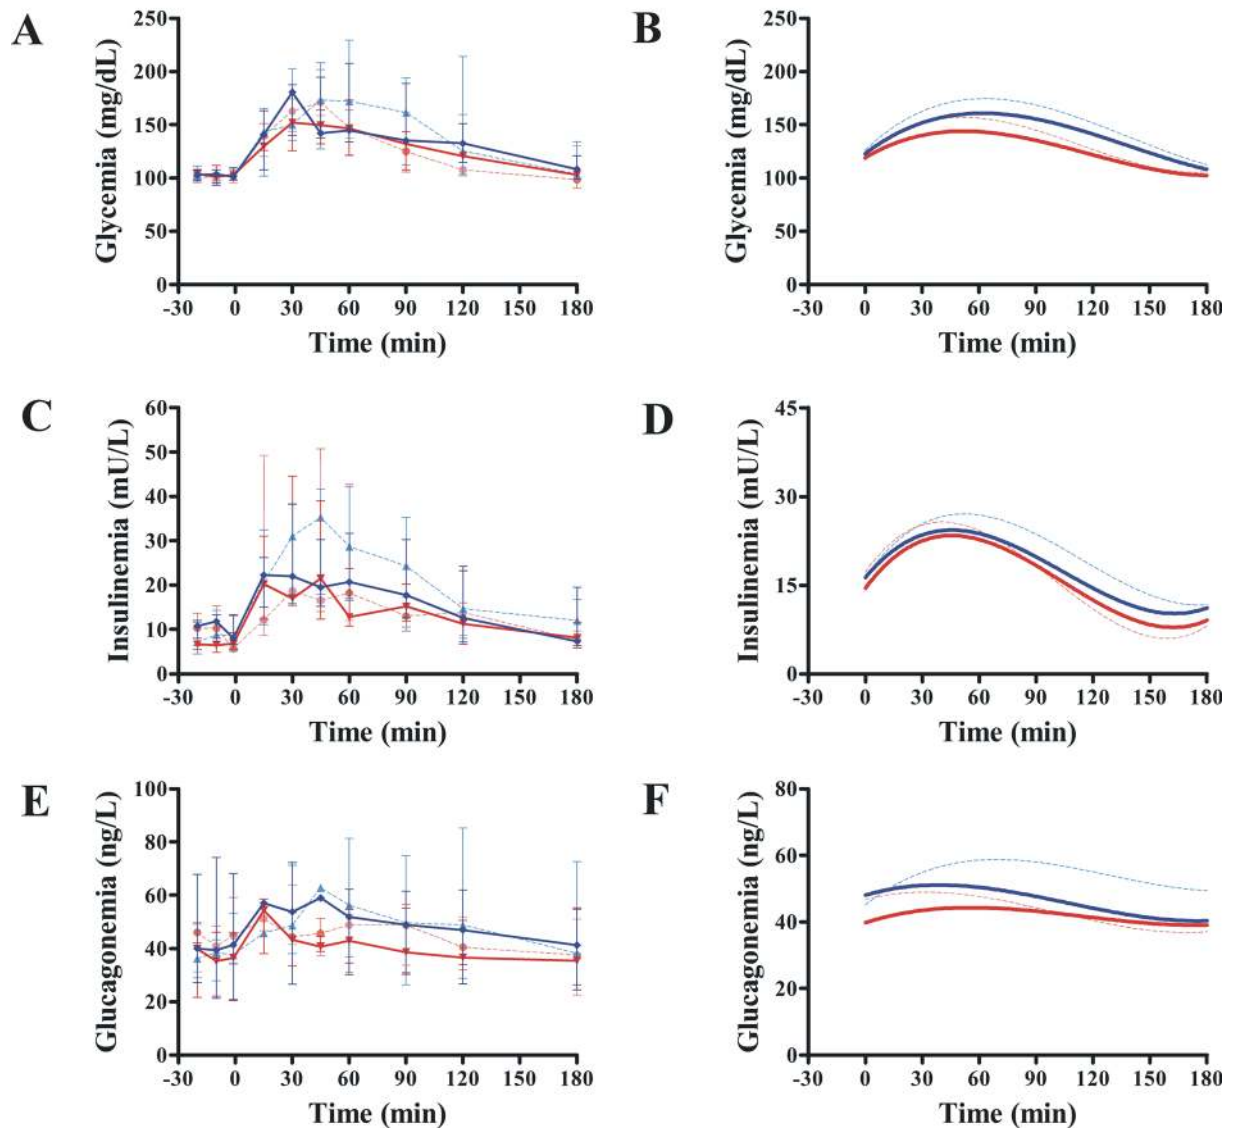 A
Glycemia (mg/dL)
250
200
150
100
50
0
-30 0 30 60 90 120 150 180
Time (min)
B
Glycemia (mg/dL)
250
200
150
100
50
0
-30 0 30 60 90 120 150 180
Time (min)
C
Insulinemia (mU/L)
60
50
40
30
20
10
0
-30 0 30 60 90 120 150 180
Time (min)
D
Insulinemia (mU/L)
45
30
15
0
-30 0 30 60 90 120 150 180
Time (min)
E
Glucagonemia (ng/L)
100
80
60
40
20
0
-30 0 30 60 90 120 150 180
Time (min)
F
Glucagonemia (ng/L)
80
60
40
20
0
-30 0 30 60 90 120 150 180
Time (min)